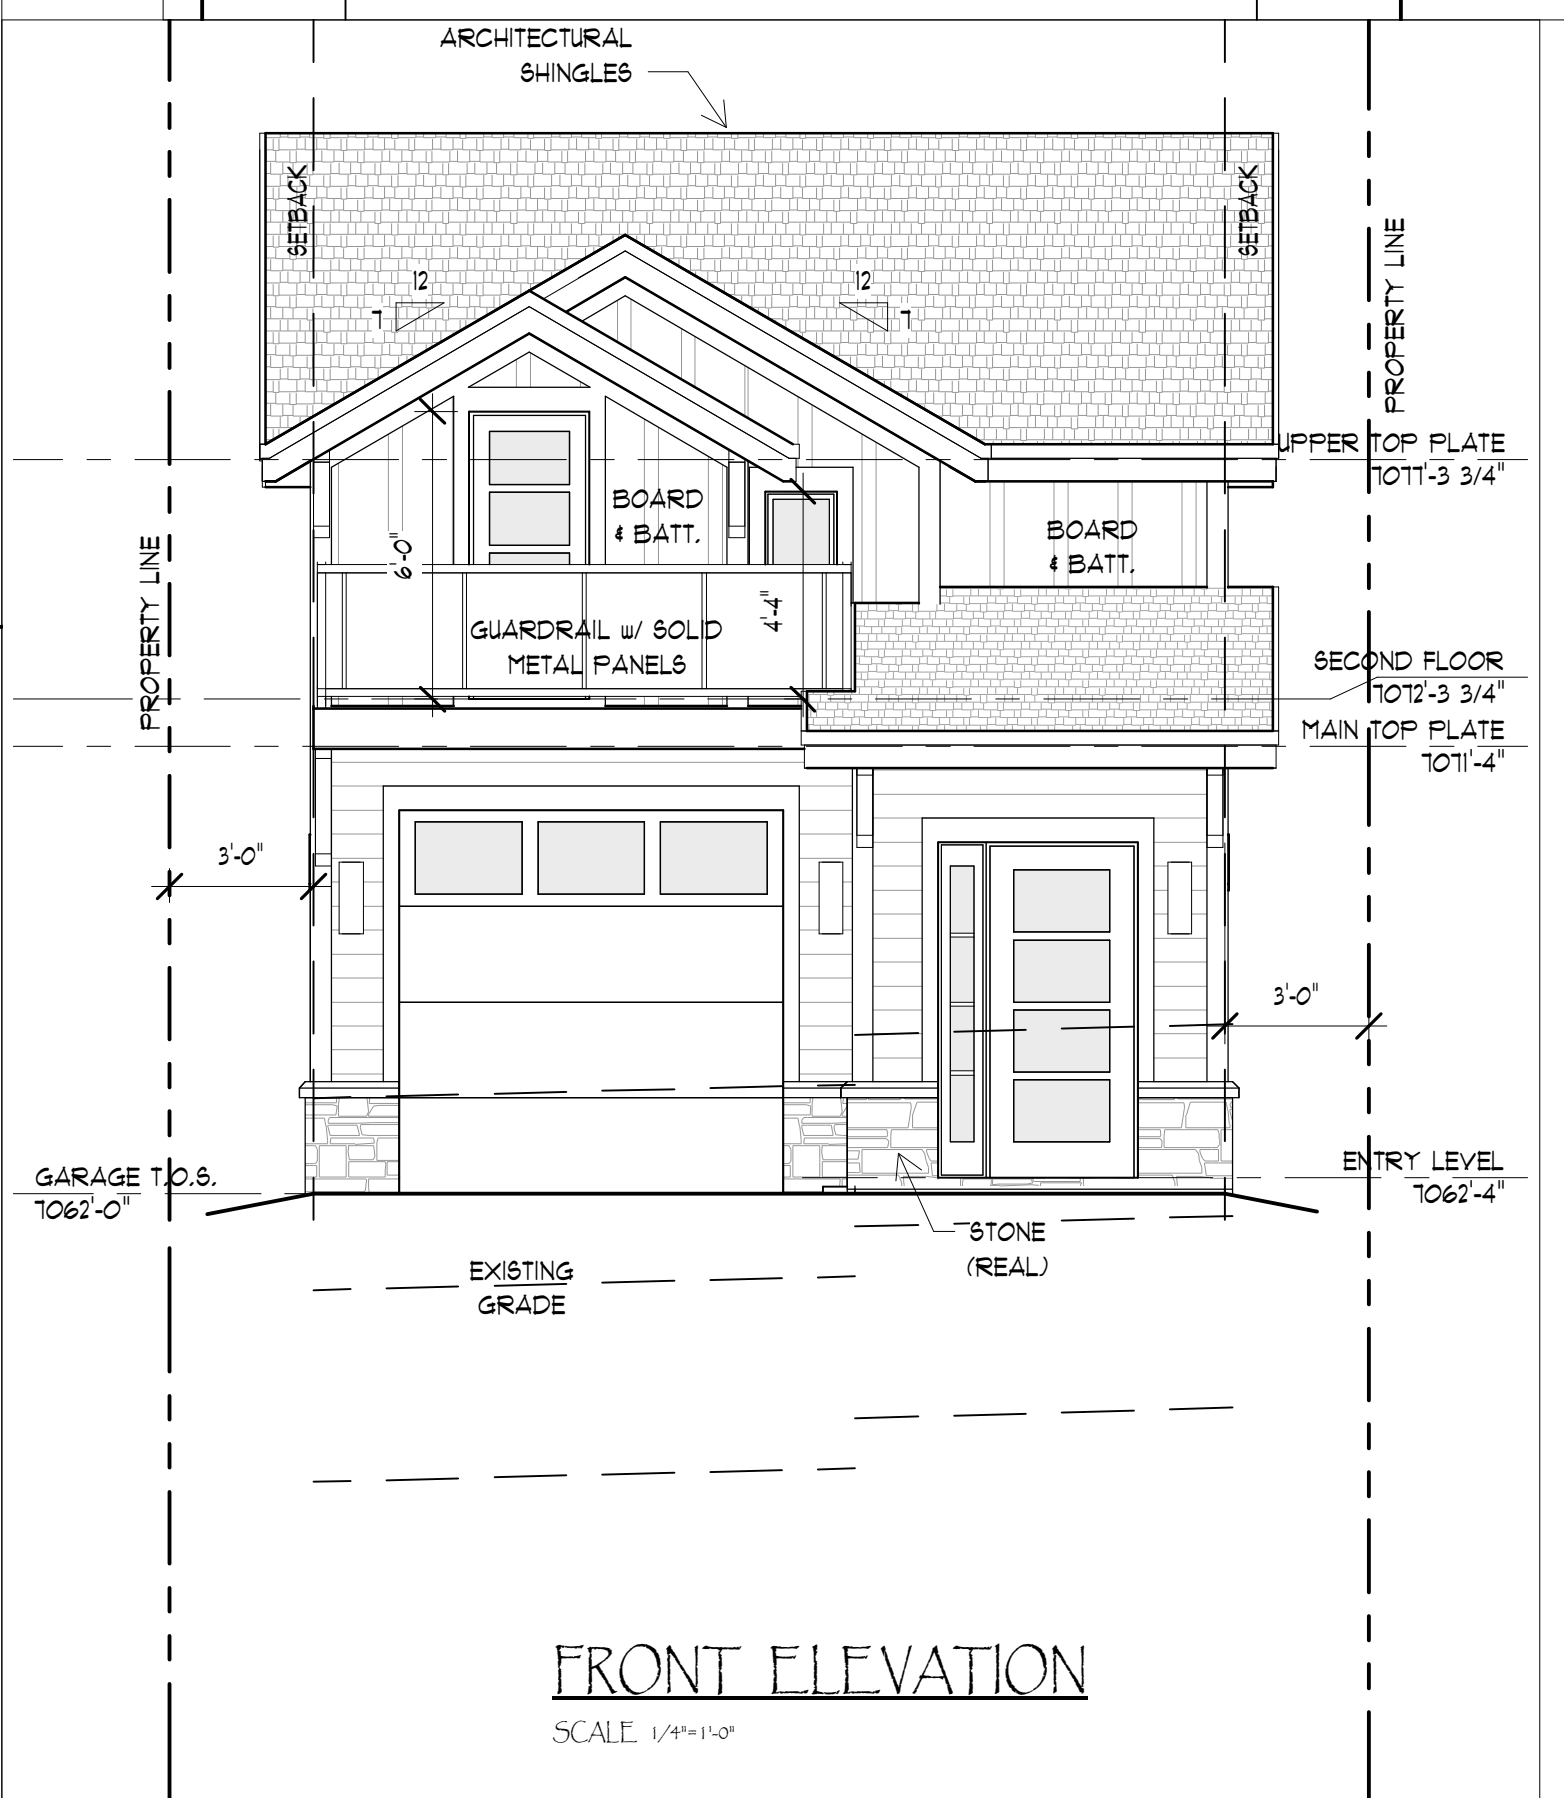 ARCHITECTURAL
SHINGLES
SETBACK
SETBACK
PROPERTY LINE
12
7
12
7
UPPER TOP PLATE
7077'-3 3/4"
BOARD
& BATT.
BOARD
& BATT.
6'-0"
4'-4"
PROPERTY LINE
GUARDRAIL w/ SOLID
METAL PANELS
SECOND FLOOR
7072'-3 3/4"
MAIN TOP PLATE
7071'-4"
3'-0"
3'-0"
GARAGE T.O.S.
7062'-0"
ENTRY LEVEL
7062'-4"
STONE
(REAL)
EXISTING
GRADE
FRONT ELEVATION
SCALE 1/4"=1'-0"